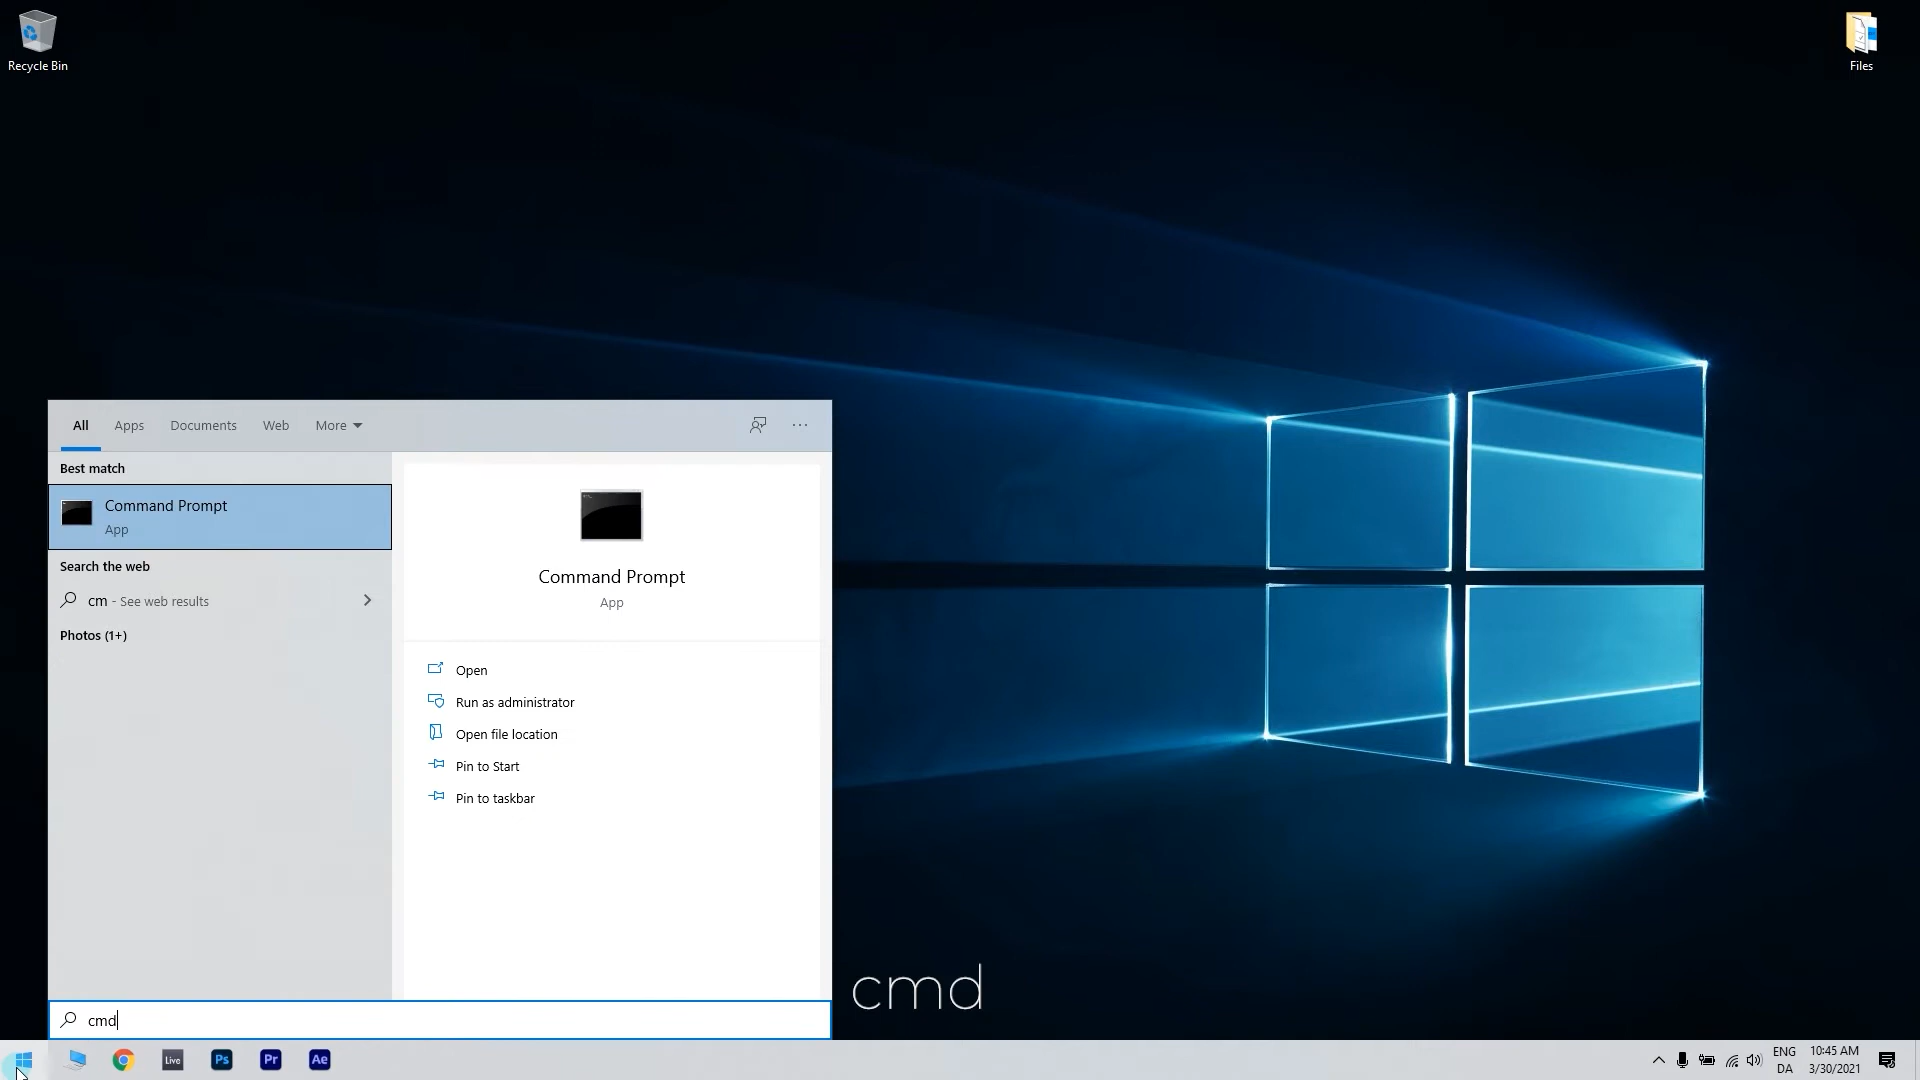 Recycle Bin
Files
All Apps Documents Web More
Best match
Command Prompt
App
Search the web
cm - See web results
Photos (1+)
Command Prompt
App
Open
Run as administrator
Open file location
Pin to Start
Pin to taskbar
cmd
cmd
Live Ps Pr Ae
ENG
DA
10:45 AM
3/30/2021